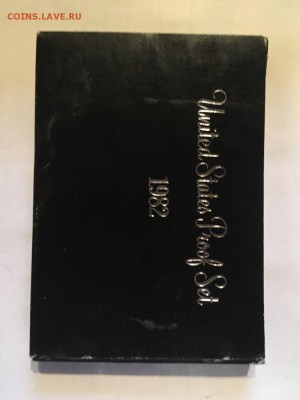 COINS.LAVE.RU
United States Proof Set
1982